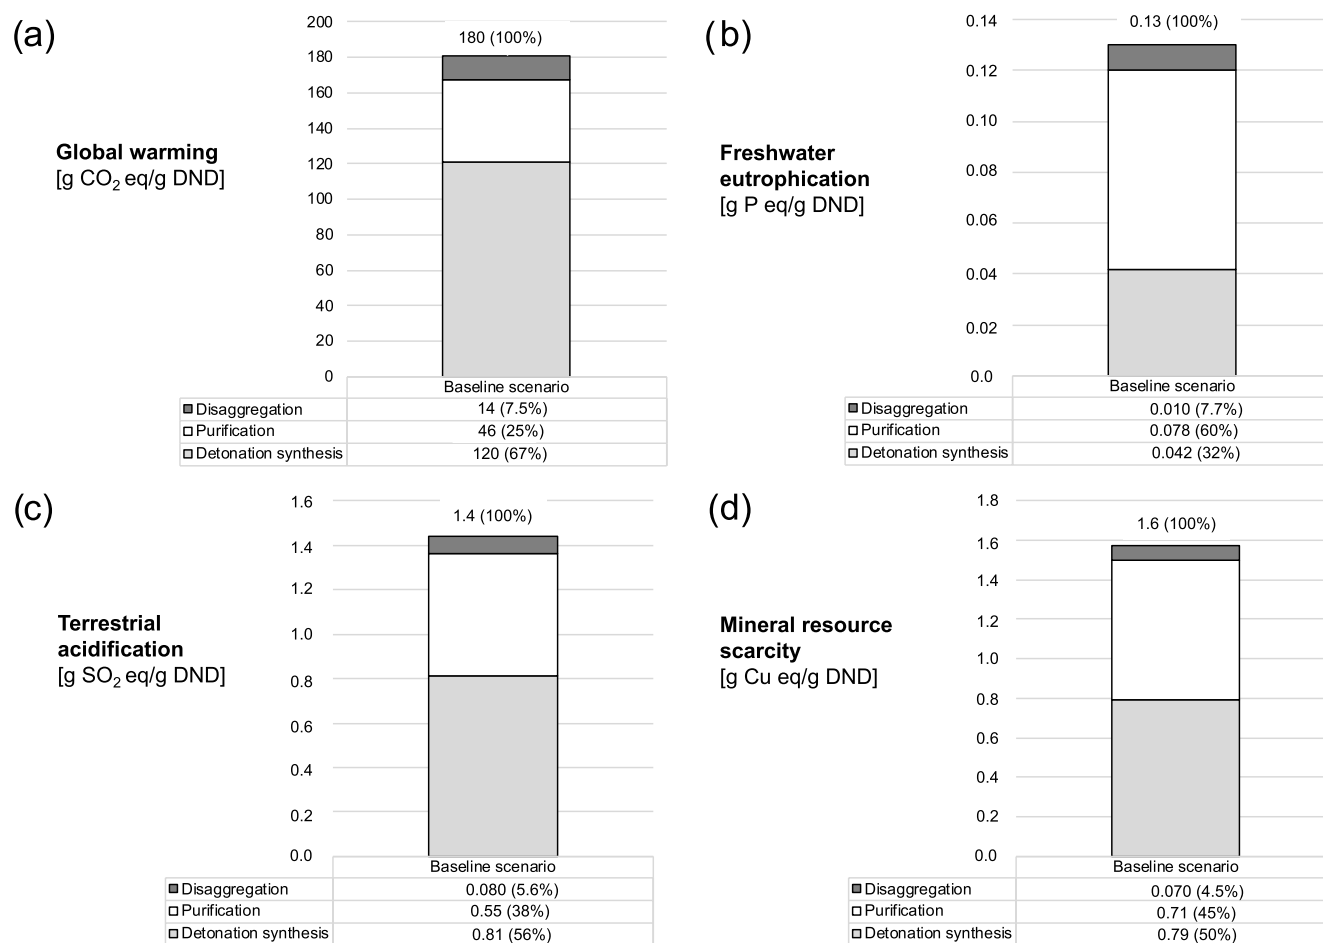 (a)
Global warming
[g CO₂ eq/g DND]
200
180
160
140
120
100
80
60
40
20
0
180 (100%)
Baseline scenario
Disaggregation 14 (7.5%)
Purification 46 (25%)
Detonation synthesis 120 (67%)
(b)
Freshwater
eutrophication
[g P eq/g DND]
0.14
0.12
0.10
0.08
0.06
0.04
0.02
0.0
0.13 (100%)
Baseline scenario
Disaggregation 0.010 (7.7%)
Purification 0.078 (60%)
Detonation synthesis 0.042 (32%)
(c)
Terrestrial
acidification
[g SO₂ eq/g DND]
1.6
1.4
1.2
1.0
0.8
0.6
0.4
0.2
0.0
1.4 (100%)
Baseline scenario
Disaggregation 0.080 (5.6%)
Purification 0.55 (38%)
Detonation synthesis 0.81 (56%)
(d)
Mineral resource
scarcity
[g Cu eq/g DND]
1.8
1.6
1.4
1.2
1.0
0.8
0.6
0.4
0.2
0.0
1.6 (100%)
Baseline scenario
Disaggregation 0.070 (4.5%)
Purification 0.71 (45%)
Detonation synthesis 0.79 (50%)